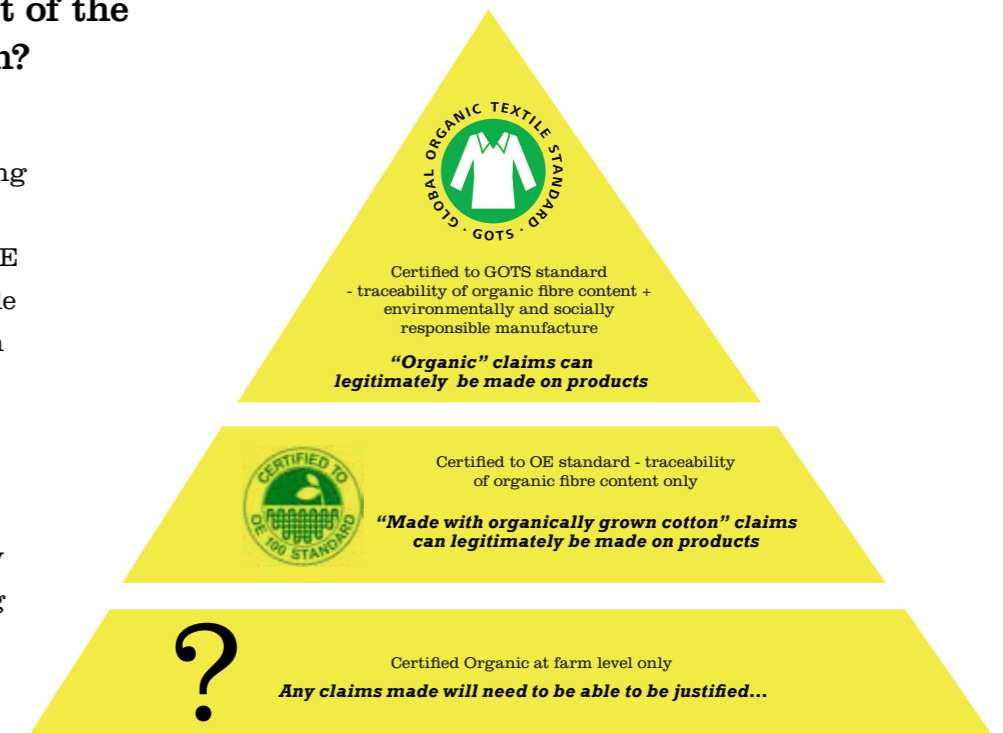 t of the
n?
ng
E
le
n
y
g
GLOBAL ORGANIC TEXTILE STANDARD · GOTS ·
Certified to GOTS standard
- traceability of organic fibre content +
environmentally and socially
responsible manufacture
“Organic” claims can
legitimately be made on products
CERTIFIED TO
OE 100 STANDARD
Certified to OE standard - traceability
of organic fibre content only
“Made with organically grown cotton” claims
can legitimately be made on products
?
Certified Organic at farm level only
Any claims made will need to be able to be justified...